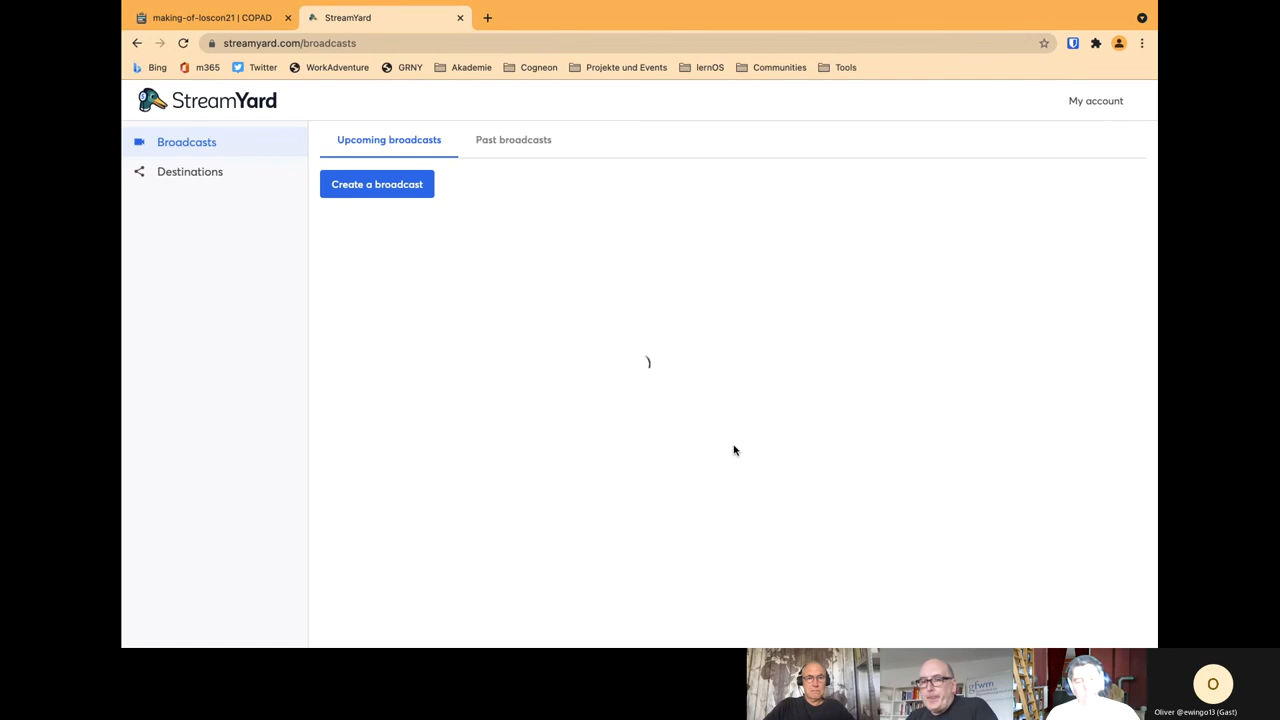 making-of-loscon21 | COPAD
StreamYard
streamyard.com/broadcasts
Bing
m365
Twitter
WorkAdventure
GRNY
Akademie
Cogneon
Projekte und Events
lernOS
Communities
Tools
StreamYard
My account
Broadcasts
Destinations
Upcoming broadcasts
Past broadcasts
Create a broadcast
gfwm
O
Oliver @ewingo13 (Gast)